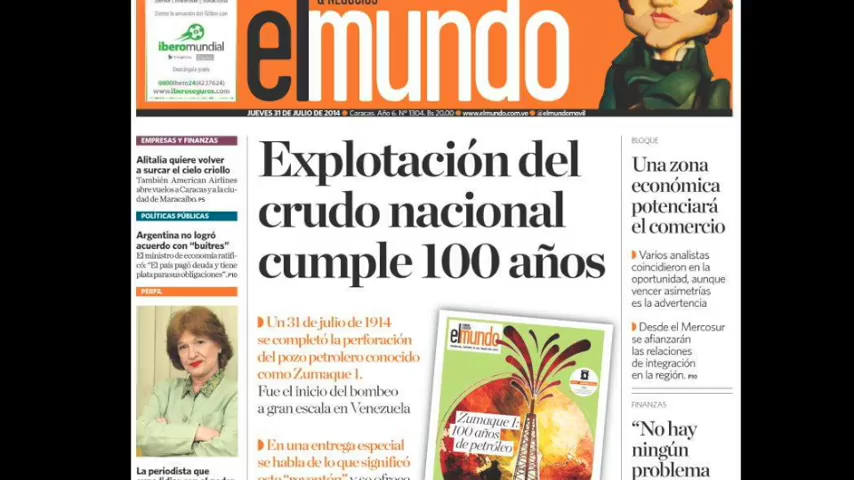 & NEGOCIOS
elmundo
iberomundial
www.iberoseguros.com
JUEVES 31 DE JULIO DE 2014 Caracas. Año 6. Nº 1304. Bs 20,00 www.elmundo.com.ve @elmundomovil
EMPRESAS Y FINANZAS
Alitalia quiere volver
a surcar el cielo criollo
También American Airlines
abre vuelos a Caracas y a la ciu-
dad de Maracaibo. P5
POLÍTICAS PÚBLICAS
Argentina no logró
acuerdo con “buitres”
El ministro de economía ratifi-
có: “El país pagó deuda y tiene
plata para sus obligaciones”.
PERFIL
La periodista que
Explotación del
crudo nacional
cumple 100 años
Un 31 de julio de 1914
se completó la perforación
del pozo petrolero conocido
como Zumaque 1.
Fue el inicio del bombeo
a gran escala en Venezuela
En una entrega especial
se habla de lo que significó
elmundo
Zumaque 1:
100 años
de petróleo
BLOQUE
Una zona
económica
potenciará
el comercio
Varios analistas
coincidieron en la
oportunidad, aunque
vencer asimetrías
es la advertencia
Desde el Mercosur
se afianzarán
las relaciones
de integración
en la región. P10
FINANZAS
“No hay
ningún
problema